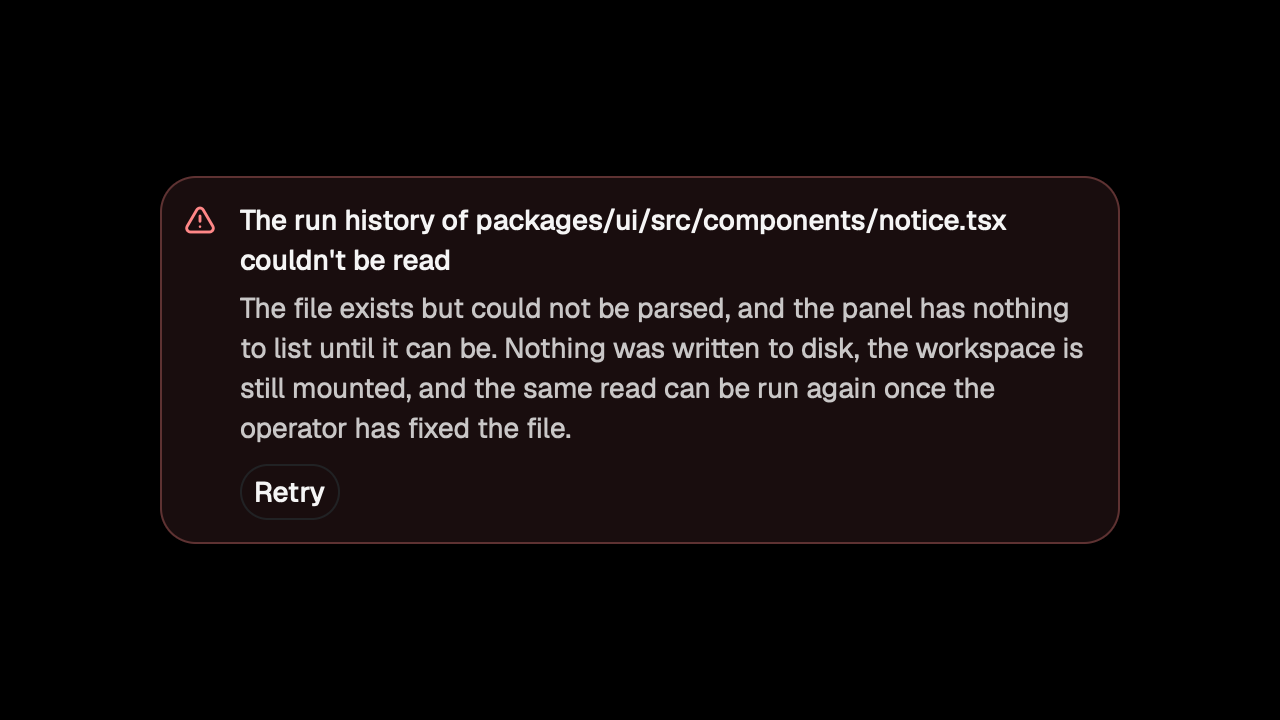 The run history of packages/ui/src/components/notice.tsx
couldn't be read
The file exists but could not be parsed, and the panel has nothing
to list until it can be. Nothing was written to disk, the workspace is
still mounted, and the same read can be run again once the
operator has fixed the file.
Retry